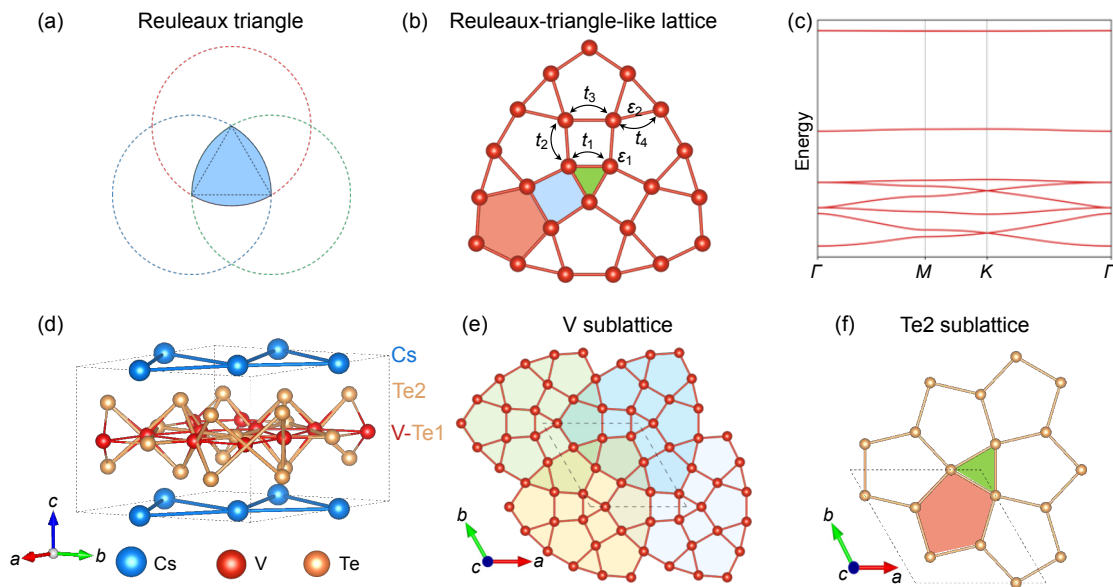 (a) Reuleaux triangle
(b) Reuleaux-triangle-like lattice
t3
ε2
t2
t4
t1
ε1
(c)
Energy
Γ M K Γ
(d)
Cs
Te2
V-Te1
c
a b
Cs V Te
(e) V sublattice
b
c a
(f) Te2 sublattice
b
c a